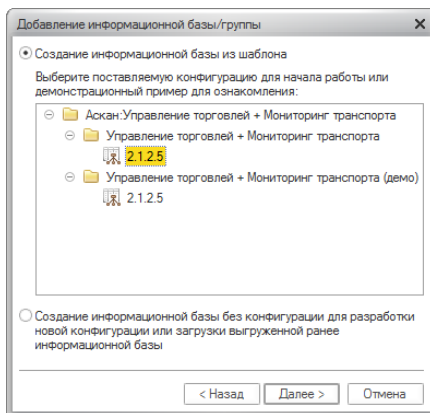 Добавление информационной базы/группы
Создание информационной базы из шаблона
Выберите поставляемую конфигурацию для начала работы или
демонстрационный пример для ознакомления:
Аскан:Управление торговлей + Мониторинг транспорта
Управление торговлей + Мониторинг транспорта
2.1.2.5
Управление торговлей + Мониторинг транспорта (демо)
2.1.2.5
Создание информационной базы без конфигурации для разработки
новой конфигурации или загрузки выгруженной ранее
информационной базы
< Назад Далее > Отмена